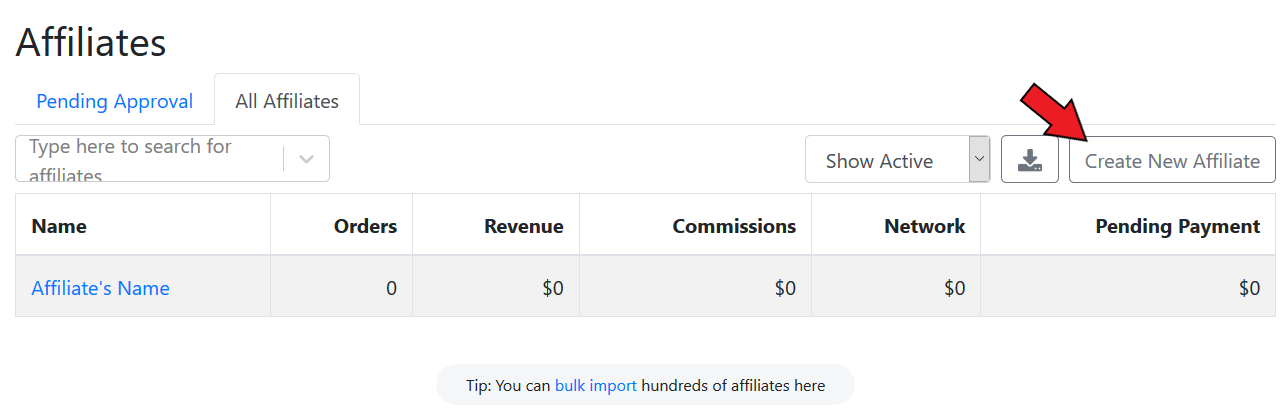 Affiliates
Pending Approval All Affiliates
Type here to search for
affiliates
Show Active Create New Affiliate
Name Orders Revenue Commissions Network Pending Payment
Affiliate's Name 0 $0 $0 $0 $0
Tip: You can bulk import hundreds of affiliates here